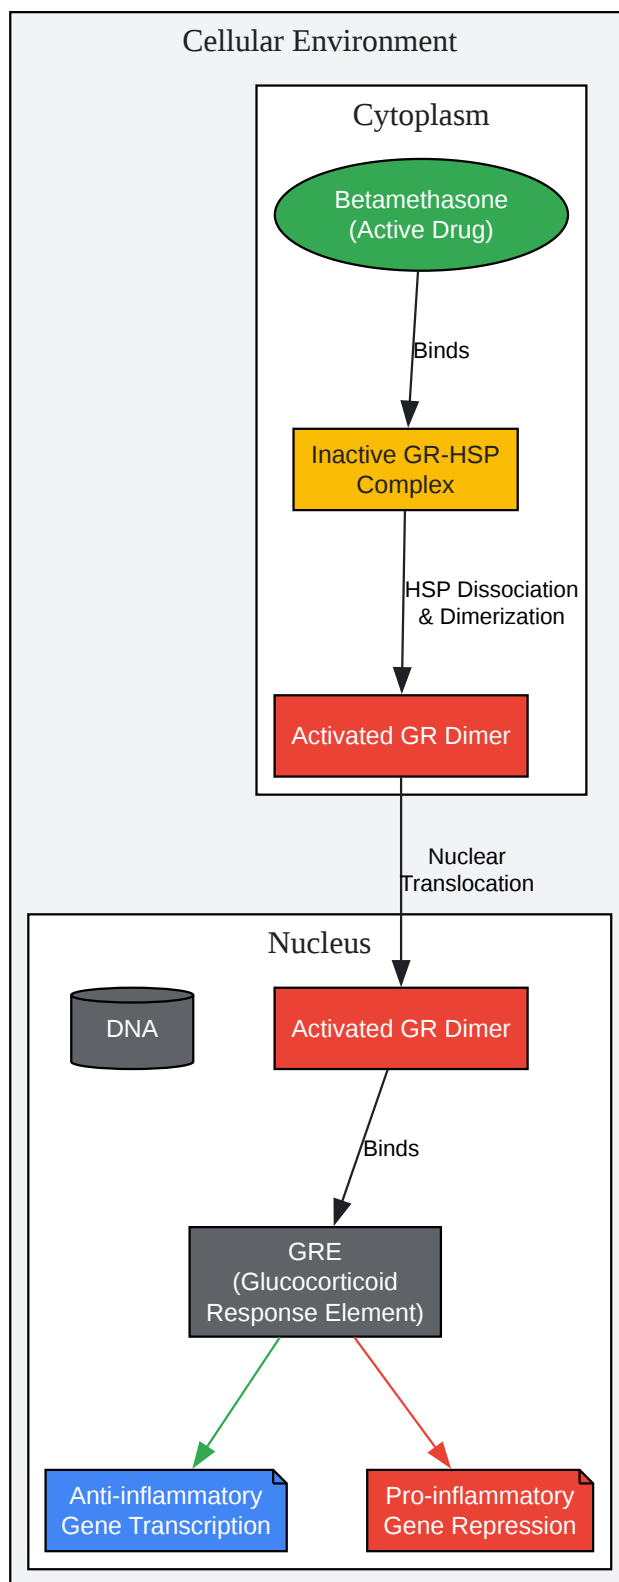 Cellular Environment
Cytoplasm
Betamethasone
(Active Drug)
Binds
Inactive GR-HSP
Complex
HSP Dissociation
& Dimerization
Activated GR Dimer
Nuclear
Translocation
Nucleus
DNA
Activated GR Dimer
Binds
GRE
(Glucocorticoid
Response Element)
Anti-inflammatory
Gene Transcription
Pro-inflammatory
Gene Repression